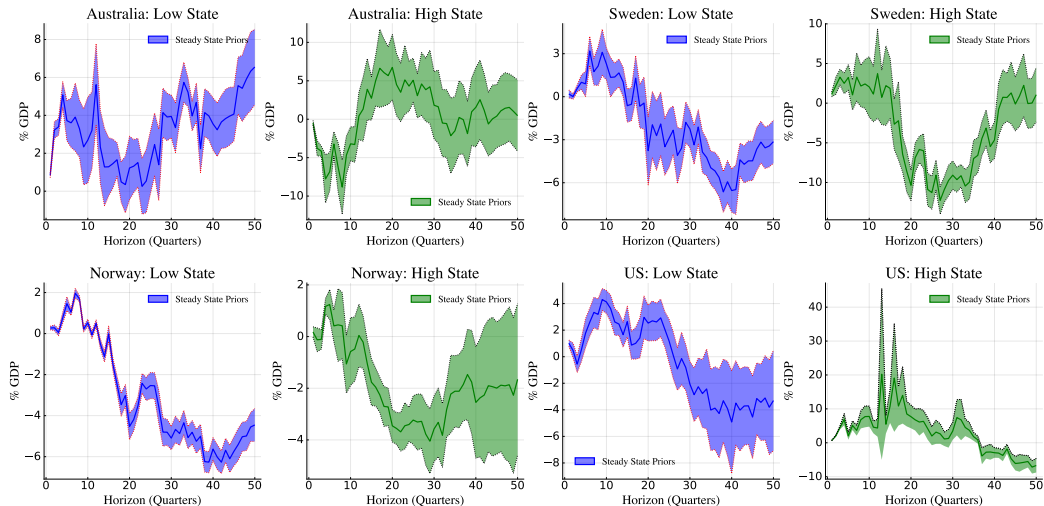 Australia: Low State
Steady State Priors
% GDP
8
6
4
2
0
0
10
20
30
40
50
Horizon (Quarters)
Australia: High State
Steady State Priors
% GDP
10
5
0
−5
−10
0
10
20
30
40
50
Horizon (Quarters)
Sweden: Low State
Steady State Priors
% GDP
3
0
−3
−6
0
10
20
30
40
50
Horizon (Quarters)
Sweden: High State
Steady State Priors
% GDP
10
5
0
−5
−10
0
10
20
30
40
50
Horizon (Quarters)
Norway: Low State
Steady State Priors
% GDP
2
0
−2
−4
−6
0
10
20
30
40
50
Horizon (Quarters)
Norway: High State
Steady State Priors
% GDP
2
0
−2
−4
0
10
20
30
40
50
Horizon (Quarters)
US: Low State
Steady State Priors
% GDP
4
2
0
−2
−4
−6
−8
0
10
20
30
40
50
Horizon (Quarters)
US: High State
Steady State Priors
% GDP
40
30
20
10
0
−10
0
10
20
30
40
50
Horizon (Quarters)